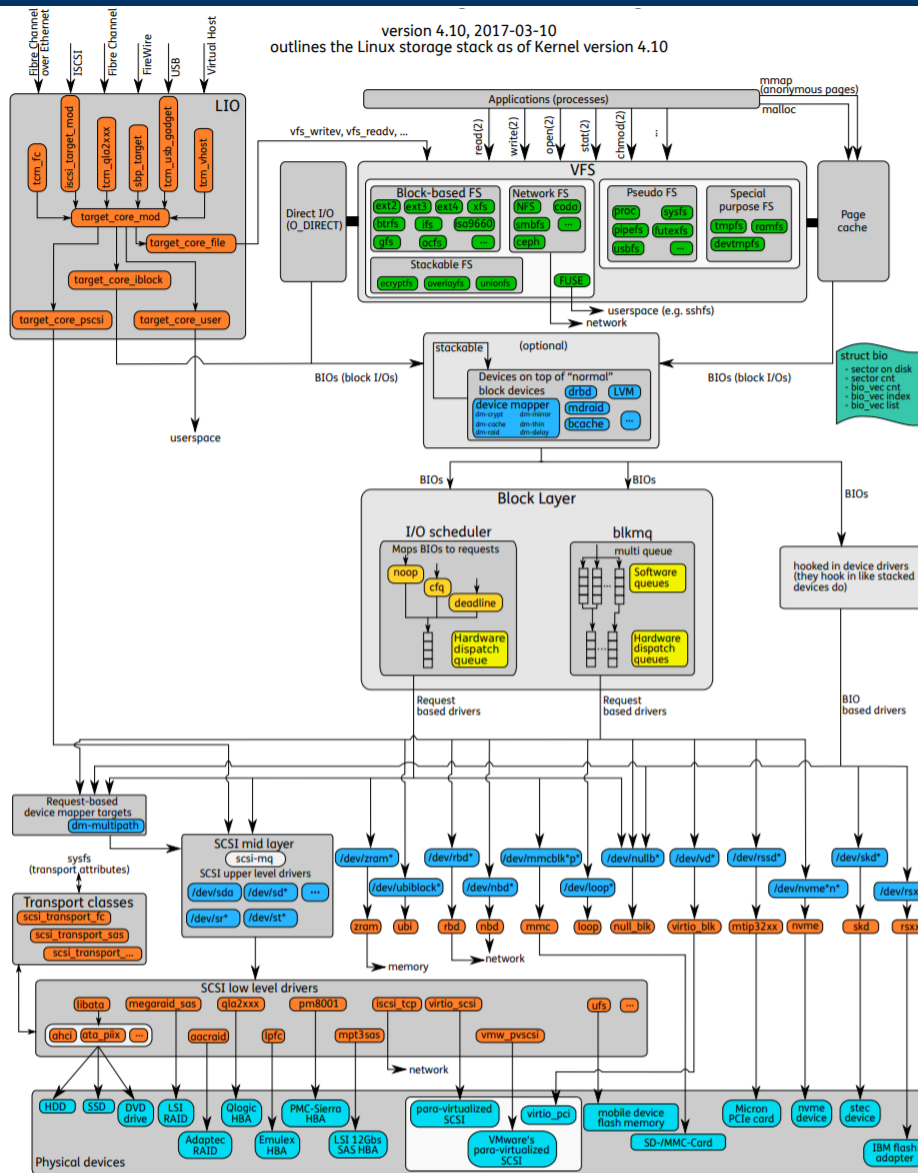 version 4.10, 2017-03-10
outlines the Linux storage stack as of Kernel version 4.10
Fibre Channel
over Ethernet
ISCSI
Fibre Channel
FireWire
USB
Virtual Host
LIO
tcm_fc
iscsi_target_mod
tcm_qla2xxx
sbp_target
tcm_usb_gadget
tcm_vhost
target_core_mod
target_core_file
target_core_iblock
target_core_pscsi
target_core_user
userspace
vfs_writev, vfs_readv, ...
Applications (processes)
mmap
(anonymous pages)
malloc
read(2)
write(2)
open(2)
stat(2)
chmod(2)
...
VFS
Direct I/O
(O_DIRECT)
Block-based FS
ext2
ext3
ext4
xfs
btrfs
ifs
iso9660
gfs
ocfs
...
Network FS
NFS
coda
smbfs
...
ceph
Pseudo FS
proc
sysfs
pipefs
futexfs
usbfs
...
Special
purpose FS
tmpfs
ramfs
devtmpfs
Page
cache
Stackable FS
ecryptfs
overlayfs
unionfs
FUSE
userspace (e.g. sshfs)
network
BIOs (block I/Os)
stackable
(optional)
Devices on top of “normal”
block devices
drbd
LVM
device mapper
dm-crypt
dm-mirror
dm-cache
dm-thin
dm-raid
dm-delay
mdraid
bcache
...
BIOs (block I/Os)
struct bio
- sector on disk
- sector cnt
- bio_vec cnt
- bio_vec index
- bio_vec list
BIOs
BIOs
BIOs
Block Layer
I/O scheduler
Maps BIOs to requests
noop
cfq
deadline
Hardware
dispatch
queue
blkmq
multi queue
Software
queues
...
Hardware
dispatch
queues
...
hooked in device drivers
(they hook in like stacked
devices do)
Request
based drivers
Request
based drivers
BIO
based drivers
Request-based
device mapper targets
dm-multipath
sysfs
(transport attributes)
Transport classes
scsi_transport_fc
scsi_transport_sas
scsi_transport_...
SCSI mid layer
scsi-mq
SCSI upper level drivers
/dev/sda
/dev/sd*
...
/dev/sr*
/dev/st*
/dev/zram*
/dev/rbd*
/dev/mmcblk*p*
/dev/nullb*
/dev/vd*
/dev/rssd*
/dev/skd*
/dev/ubiblock*
/dev/nbd*
/dev/loop*
/dev/nvme*n*
/dev/rsx
zram
ubi
rbd
nbd
mmc
loop
null_blk
virtio_blk
mtip32xx
nvme
skd
rsxx
memory
network
SCSI low level drivers
libata
megaraid_sas
qla2xxx
pm8001
iscsi_tcp
virtio_scsi
ufs
...
ahci
ata_piix
...
aacraid
lpfc
mpt3sas
vmw_pvscsi
network
HDD
SSD
DVD
drive
LSI
RAID
Qlogic
HBA
PMC-Sierra
HBA
para-virtualized
SCSI
virtio_pci
mobile device
flash memory
Micron
PCIe card
nvme
device
stec
device
Adaptec
RAID
Emulex
HBA
LSI 12Gbs
SAS HBA
VMware's
para-virtualized
SCSI
SD-/MMC-Card
IBM flash
adapter
Physical devices